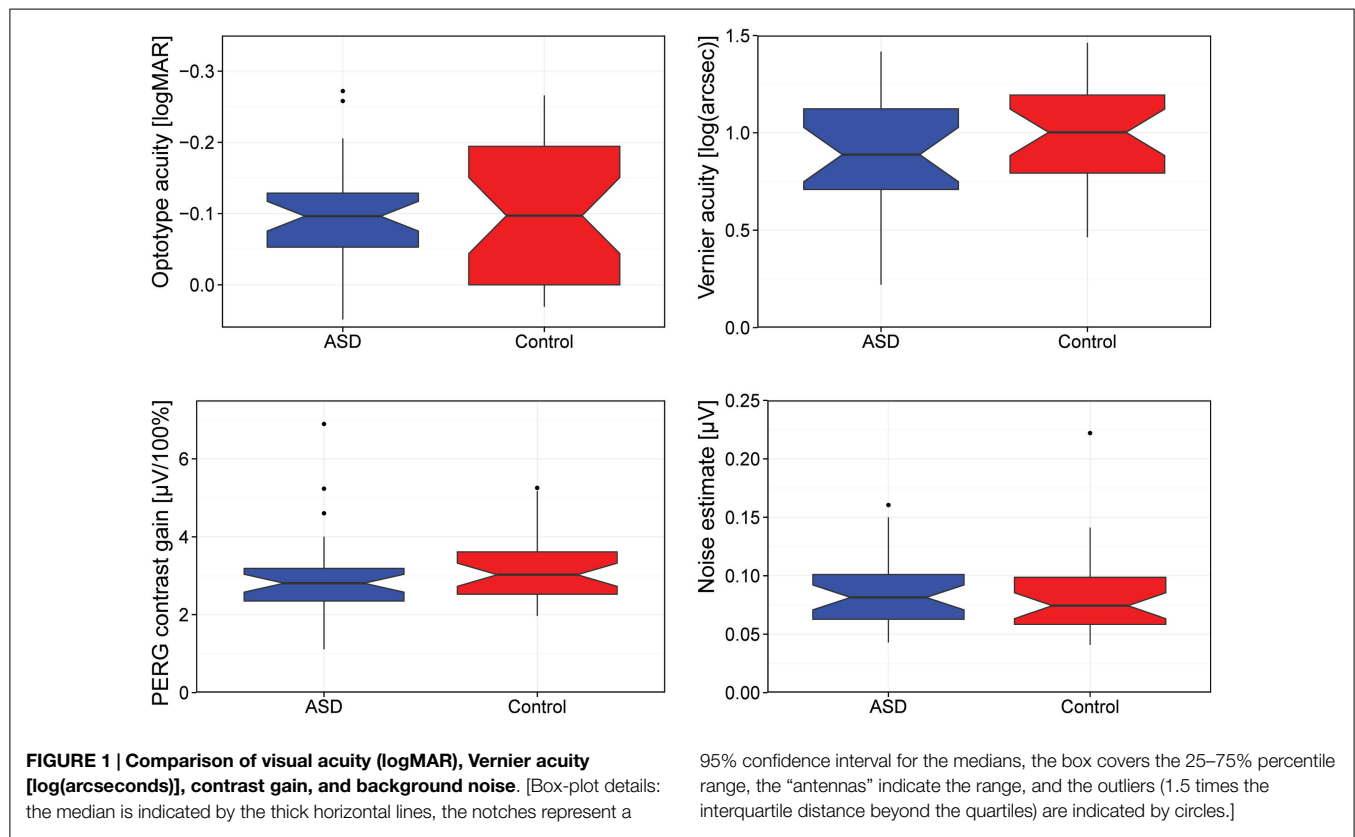 Optotype acuity [logMAR]
−0.3
−0.2
−0.1
0.0
ASD
Control
Vernier acuity [log(arcsec)]
1.5
1.0
0.5
0.0
ASD
Control
PERG contrast gain [µV/100%]
6
4
2
0
ASD
Control
Noise estimate [µV]
0.25
0.20
0.15
0.10
0.05
0.00
ASD
Control
FIGURE 1 | Comparison of visual acuity (logMAR), Vernier acuity
[log(arcseconds)], contrast gain, and background noise. [Box-plot details:
the median is indicated by the thick horizontal lines, the notches represent a
95% confidence interval for the medians, the box covers the 25–75% percentile
range, the “antennas” indicate the range, and the outliers (1.5 times the
interquartile distance beyond the quartiles) are indicated by circles.]